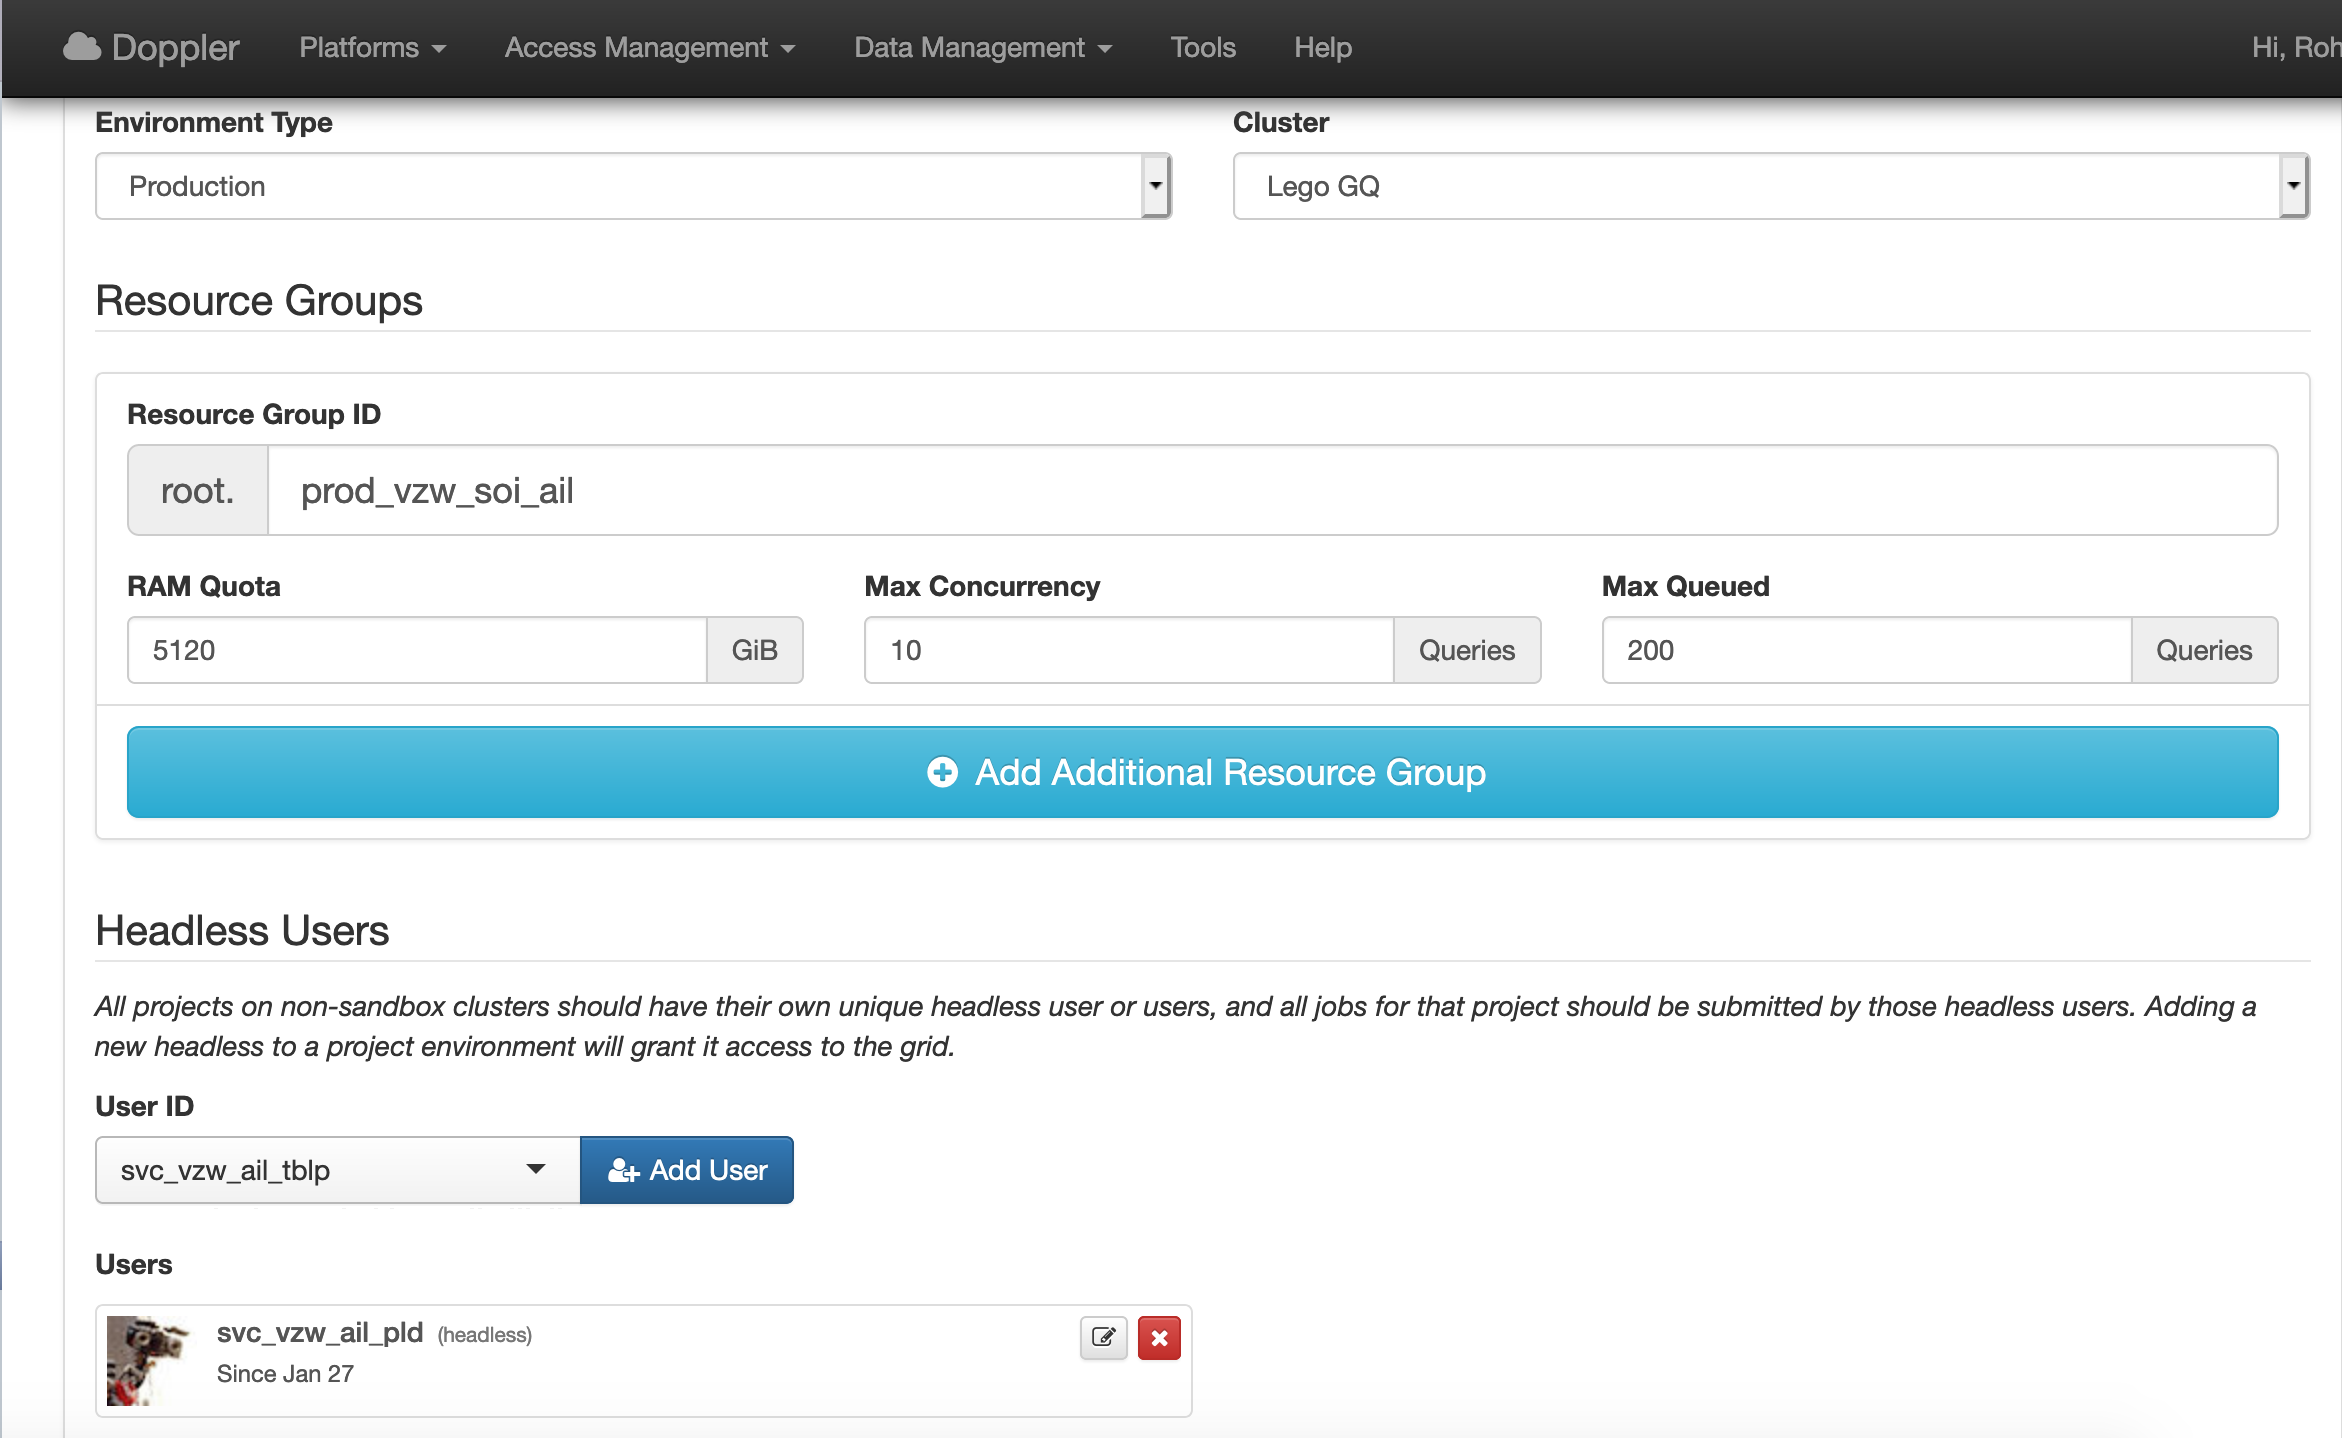 Doppler Platforms Access Management Data Management Tools Help Hi, Roh
Environment Type Cluster
Production Lego GQ
Resource Groups
Resource Group ID
root. prod_vzw_soi_ail
RAM Quota Max Concurrency Max Queued
5120 GiB 10 Queries 200 Queries
Add Additional Resource Group
Headless Users
All projects on non-sandbox clusters should have their own unique headless user or users, and all jobs for that project should be submitted by those headless users. Adding a
new headless to a project environment will grant it access to the grid.
User ID
svc_vzw_ail_tblp Add User
Users
svc_vzw_ail_pld (headless)
Since Jan 27